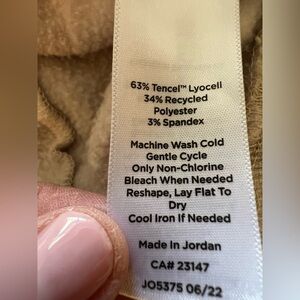 63% Tencel™ Lyocell
34% Recycled
Polyester
3% Spandex
Machine Wash Cold
Gentle Cycle
Only Non-Chlorine
Bleach When Needed
Reshape, Lay Flat To
Dry
Cool Iron If Needed
Made In Jordan
CA# 23147
JO5375 06/22